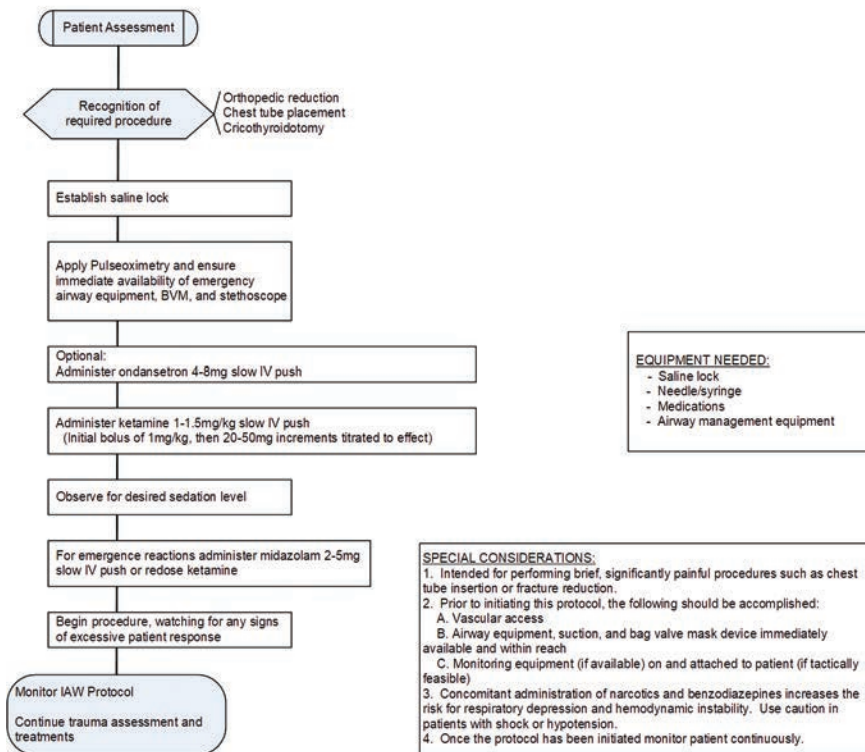 Patient Assessment
Recognition of
required procedure
Orthopedic reduction
Chest tube placement
Cricothyroidotomy
Establish saline lock
Apply Pulseoximetry and ensure
immediate availability of emergency
airway equipment, BVM, and stethoscope
Optional:
Administer ondansetron 4-8mg slow IV push
Administer ketamine 1-1.5mg/kg slow IV push
(Initial bolus of 1mg/kg, then 20-50mg increments titrated to effect)
Observe for desired sedation level
For emergence reactions administer midazolam 2-5mg
slow IV push or redose ketamine
Begin procedure, watching for any signs
of excessive patient response
Monitor IAW Protocol
Continue trauma assessment and
treatments
EQUIPMENT NEEDED:
- Saline lock
- Needle/syringe
- Medications
- Airway management equipment
SPECIAL CONSIDERATIONS:
1. Intended for performing brief, significantly painful procedures such as chest
tube insertion or fracture reduction.
2. Prior to initiating this protocol, the following should be accomplished:
A. Vascular access
B. Airway equipment, suction, and bag valve mask device immediately
available and within reach
C. Monitoring equipment (if available) on and attached to patient (if tactically
feasible)
3. Concomitant administration of narcotics and benzodiazepines increases the
risk for respiratory depression and hemodynamic instability. Use caution in
patients with shock or hypotension.
4. Once the protocol has been initiated monitor patient continuously.